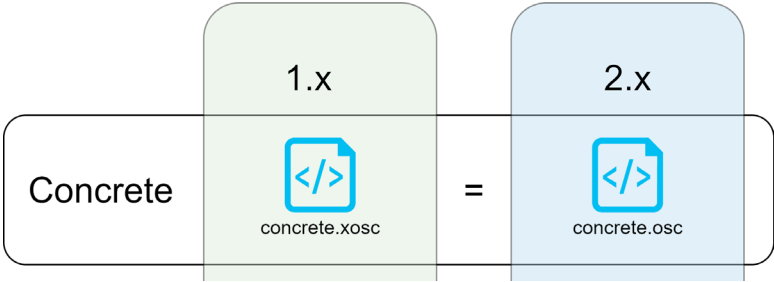 1.x
2.x
Concrete
</>
=
</>
concrete.xosc
concrete.osc